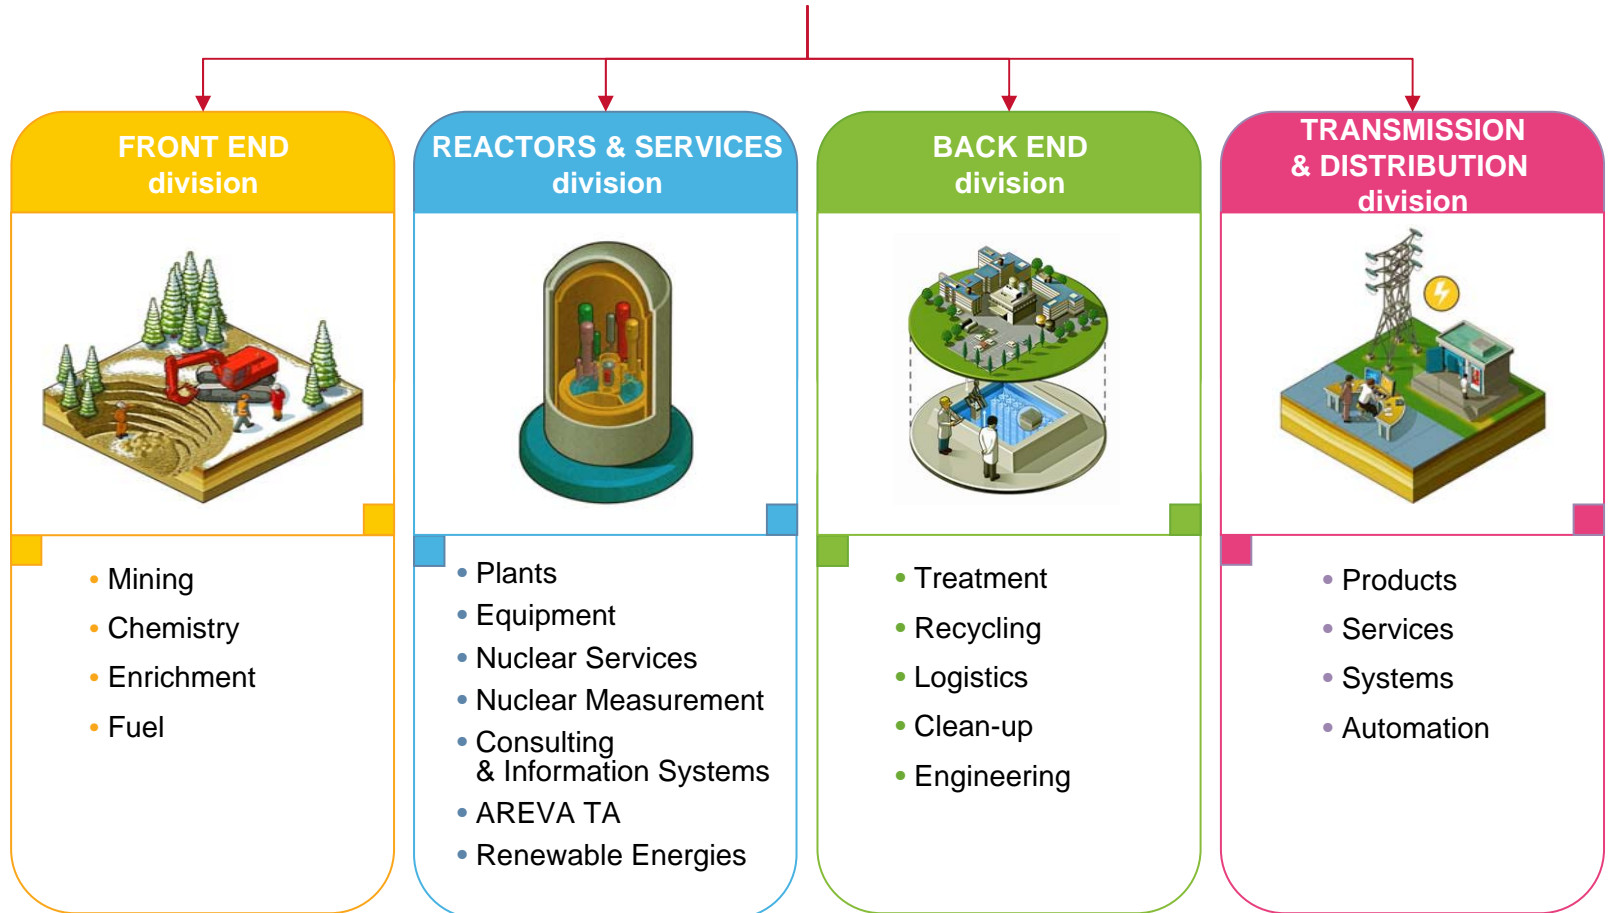 FRONT END
division
• Mining
• Chemistry
• Enrichment
• Fuel
REACTORS & SERVICES
division
• Plants
• Equipment
• Nuclear Services
• Nuclear Measurement
• Consulting
& Information Systems
• AREVA TA
• Renewable Energies
BACK END
division
• Treatment
• Recycling
• Logistics
• Clean-up
• Engineering
TRANSMISSION
& DISTRIBUTION
division
• Products
• Services
• Systems
• Automation